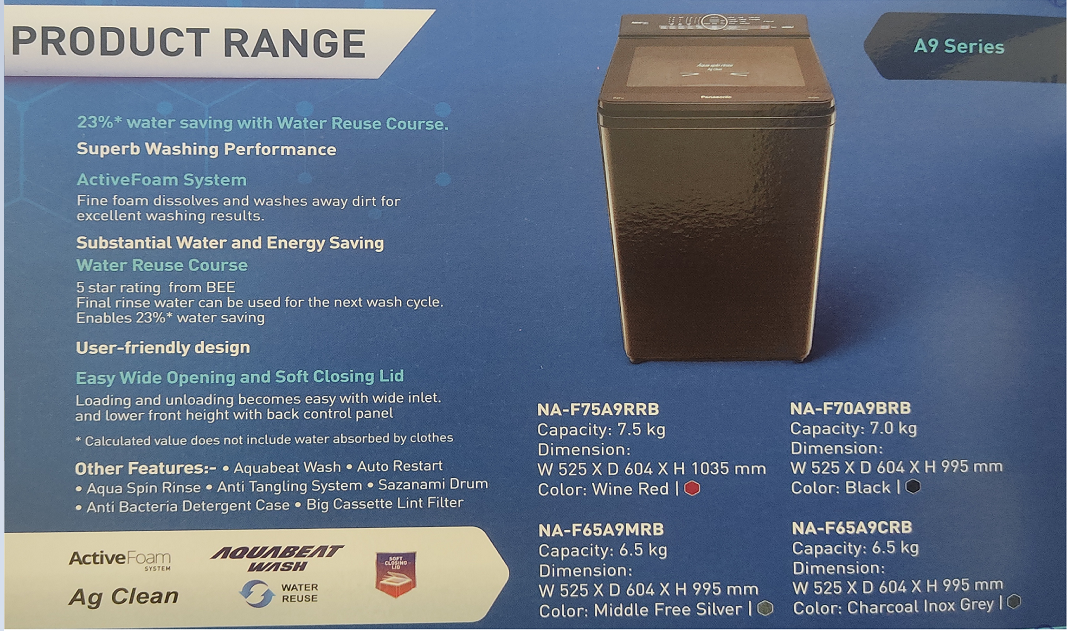 PRODUCT RANGE
A9 Series
23%* water saving with Water Reuse Course.
Superb Washing Performance
ActiveFoam System
Fine foam dissolves and washes away dirt for
excellent washing results.
Substantial Water and Energy Saving
Water Reuse Course
5 star rating from BEE
Final rinse water can be used for the next wash cycle.
Enables 23%* water saving
User-friendly design
Easy Wide Opening and Soft Closing Lid
Loading and unloading becomes easy with wide inlet.
and lower front height with back control panel
* Calculated value does not include water absorbed by clothes
Other Features:- • Aquabeat Wash • Auto Restart
• Aqua Spin Rinse • Anti Tangling System • Sazanami Drum
• Anti Bacteria Detergent Case • Big Cassette Lint Filter
ActiveFoam
SYSTEM
AQUABEAT
WASH
SOFT
CLOSING
LID
Ag Clean
WATER
REUSE
Panasonic
NA-F75A9RRB
Capacity: 7.5 kg
Dimension:
W 525 X D 604 X H 1035 mm
Color: Wine Red |
NA-F70A9BRB
Capacity: 7.0 kg
Dimension:
W 525 X D 604 X H 995 mm
Color: Black |
NA-F65A9MRB
Capacity: 6.5 kg
Dimension:
W 525 X D 604 X H 995 mm
Color: Middle Free Silver |
NA-F65A9CRB
Capacity: 6.5 kg
Dimension:
W 525 X D 604 X H 995 mm
Color: Charcoal Inox Grey |